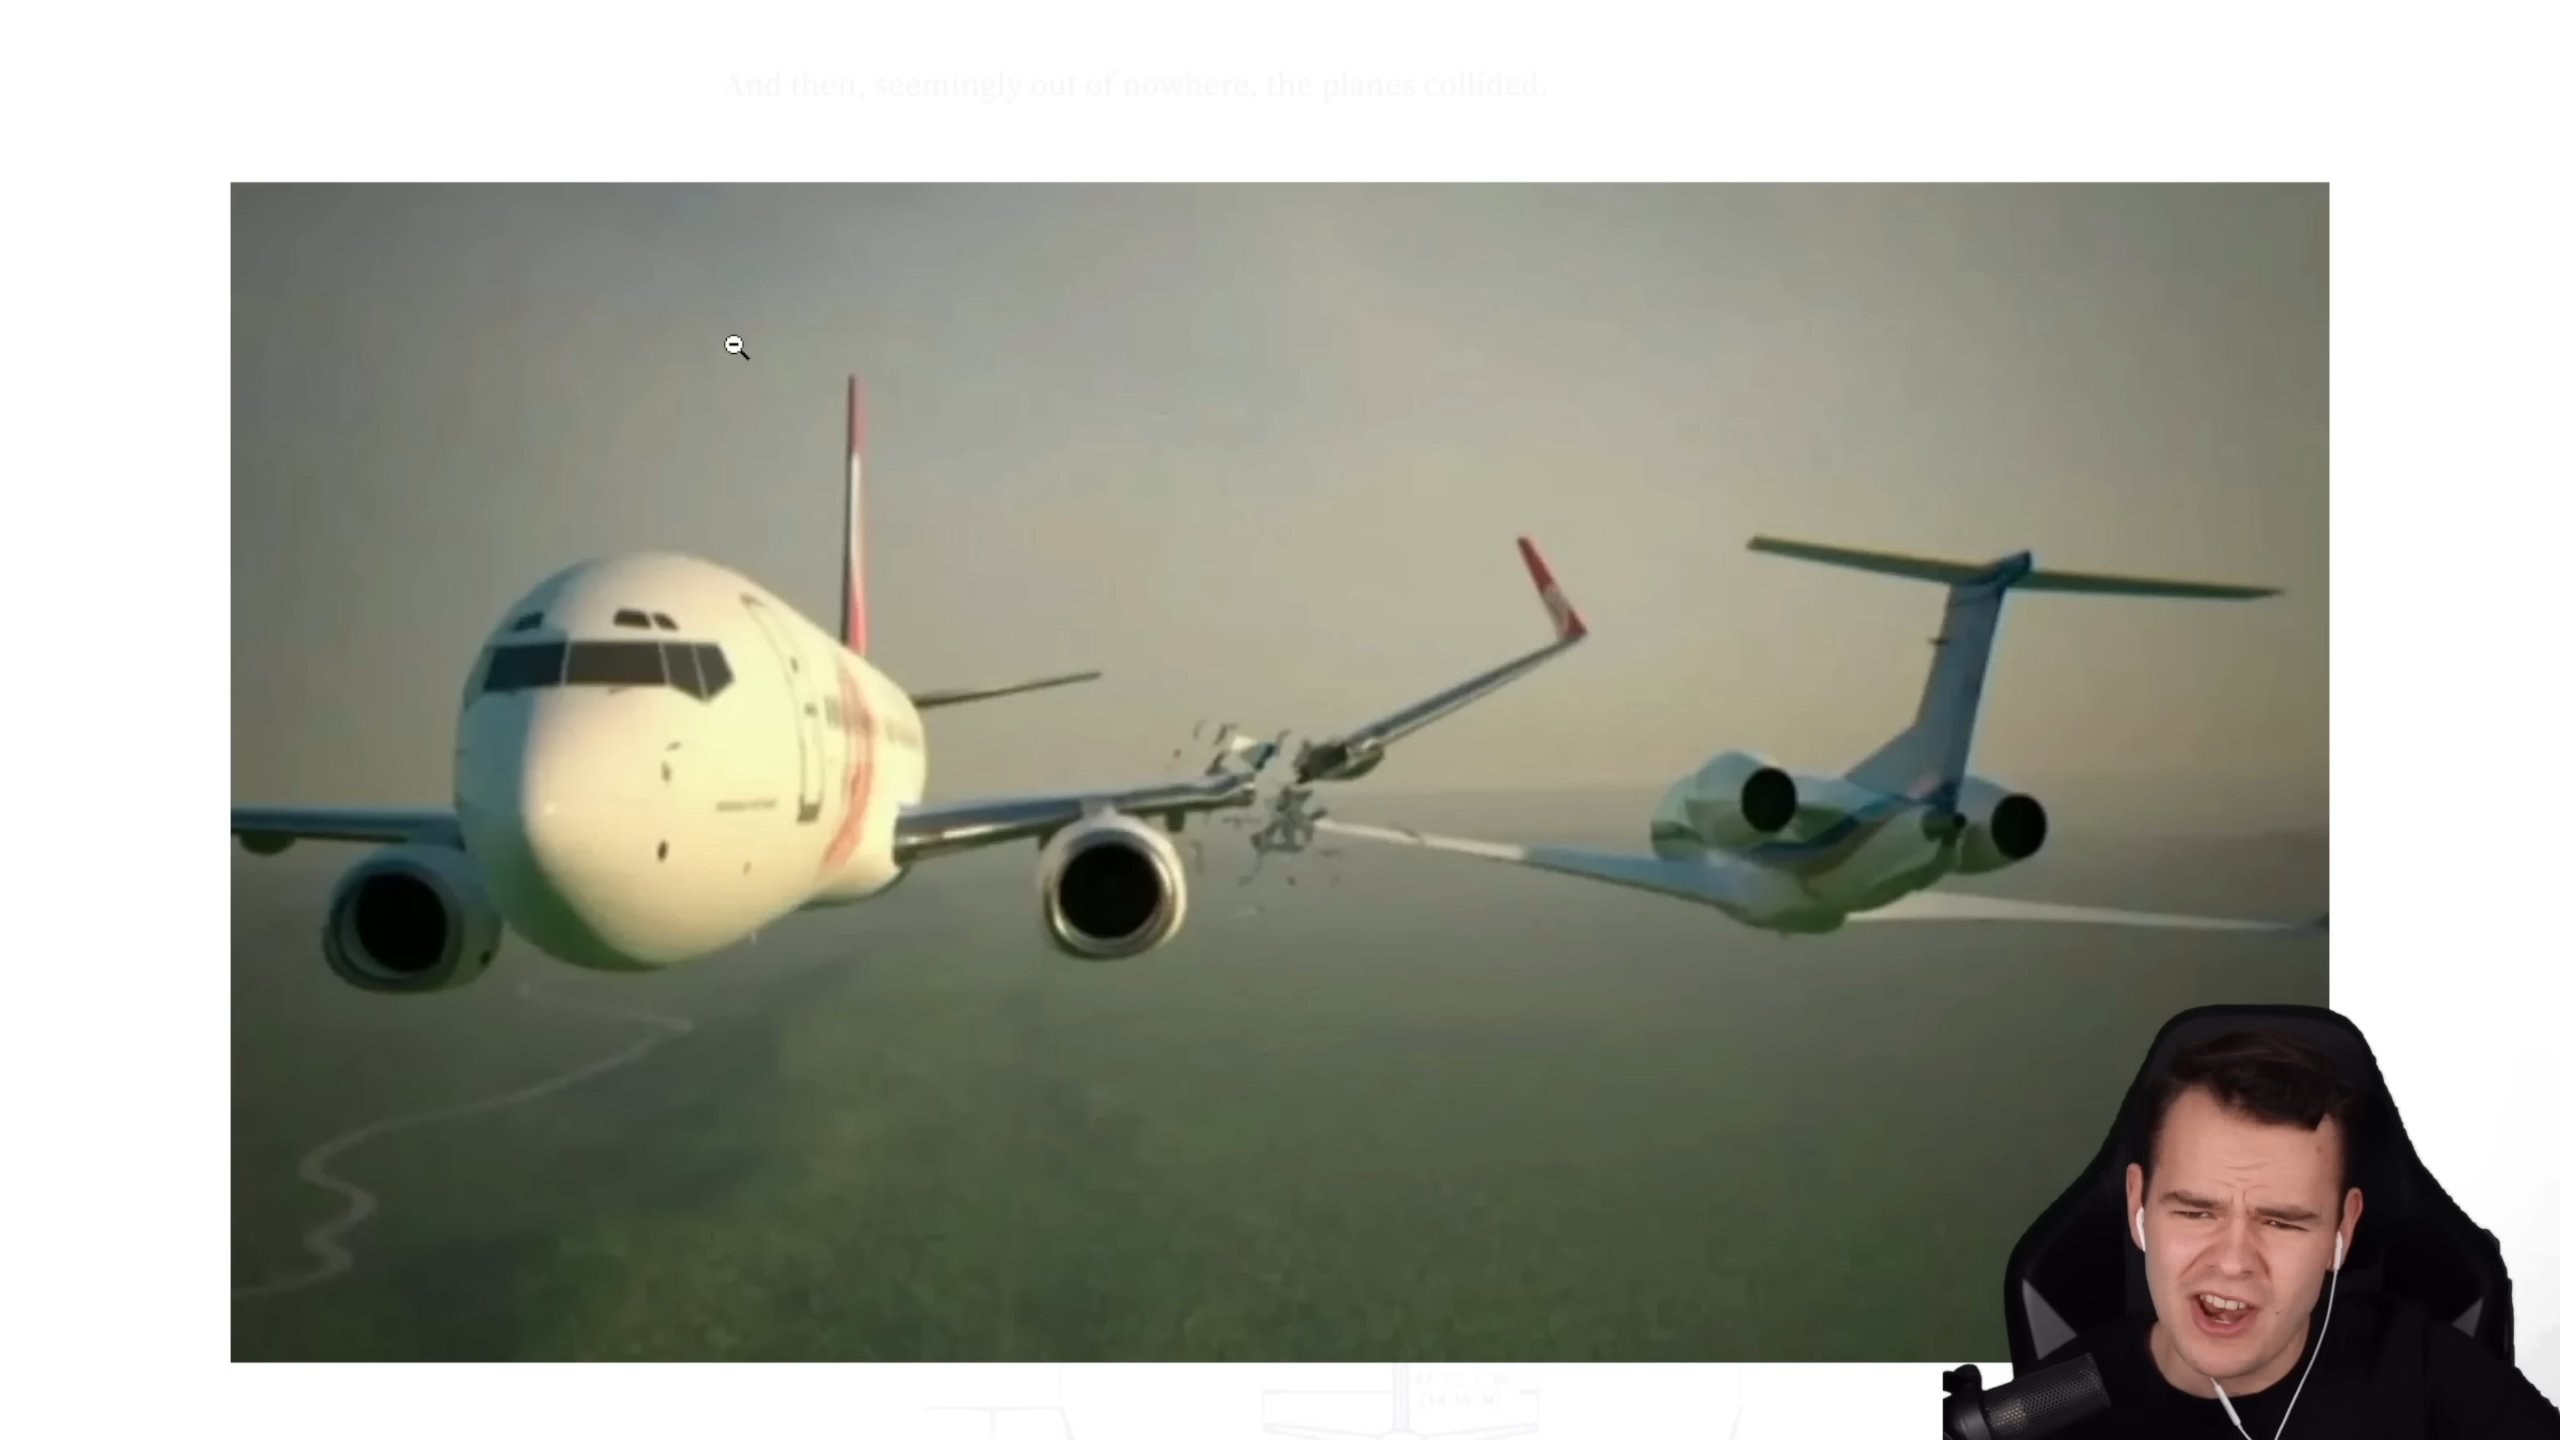 And then, seemingly out of nowhere, the planes collided.